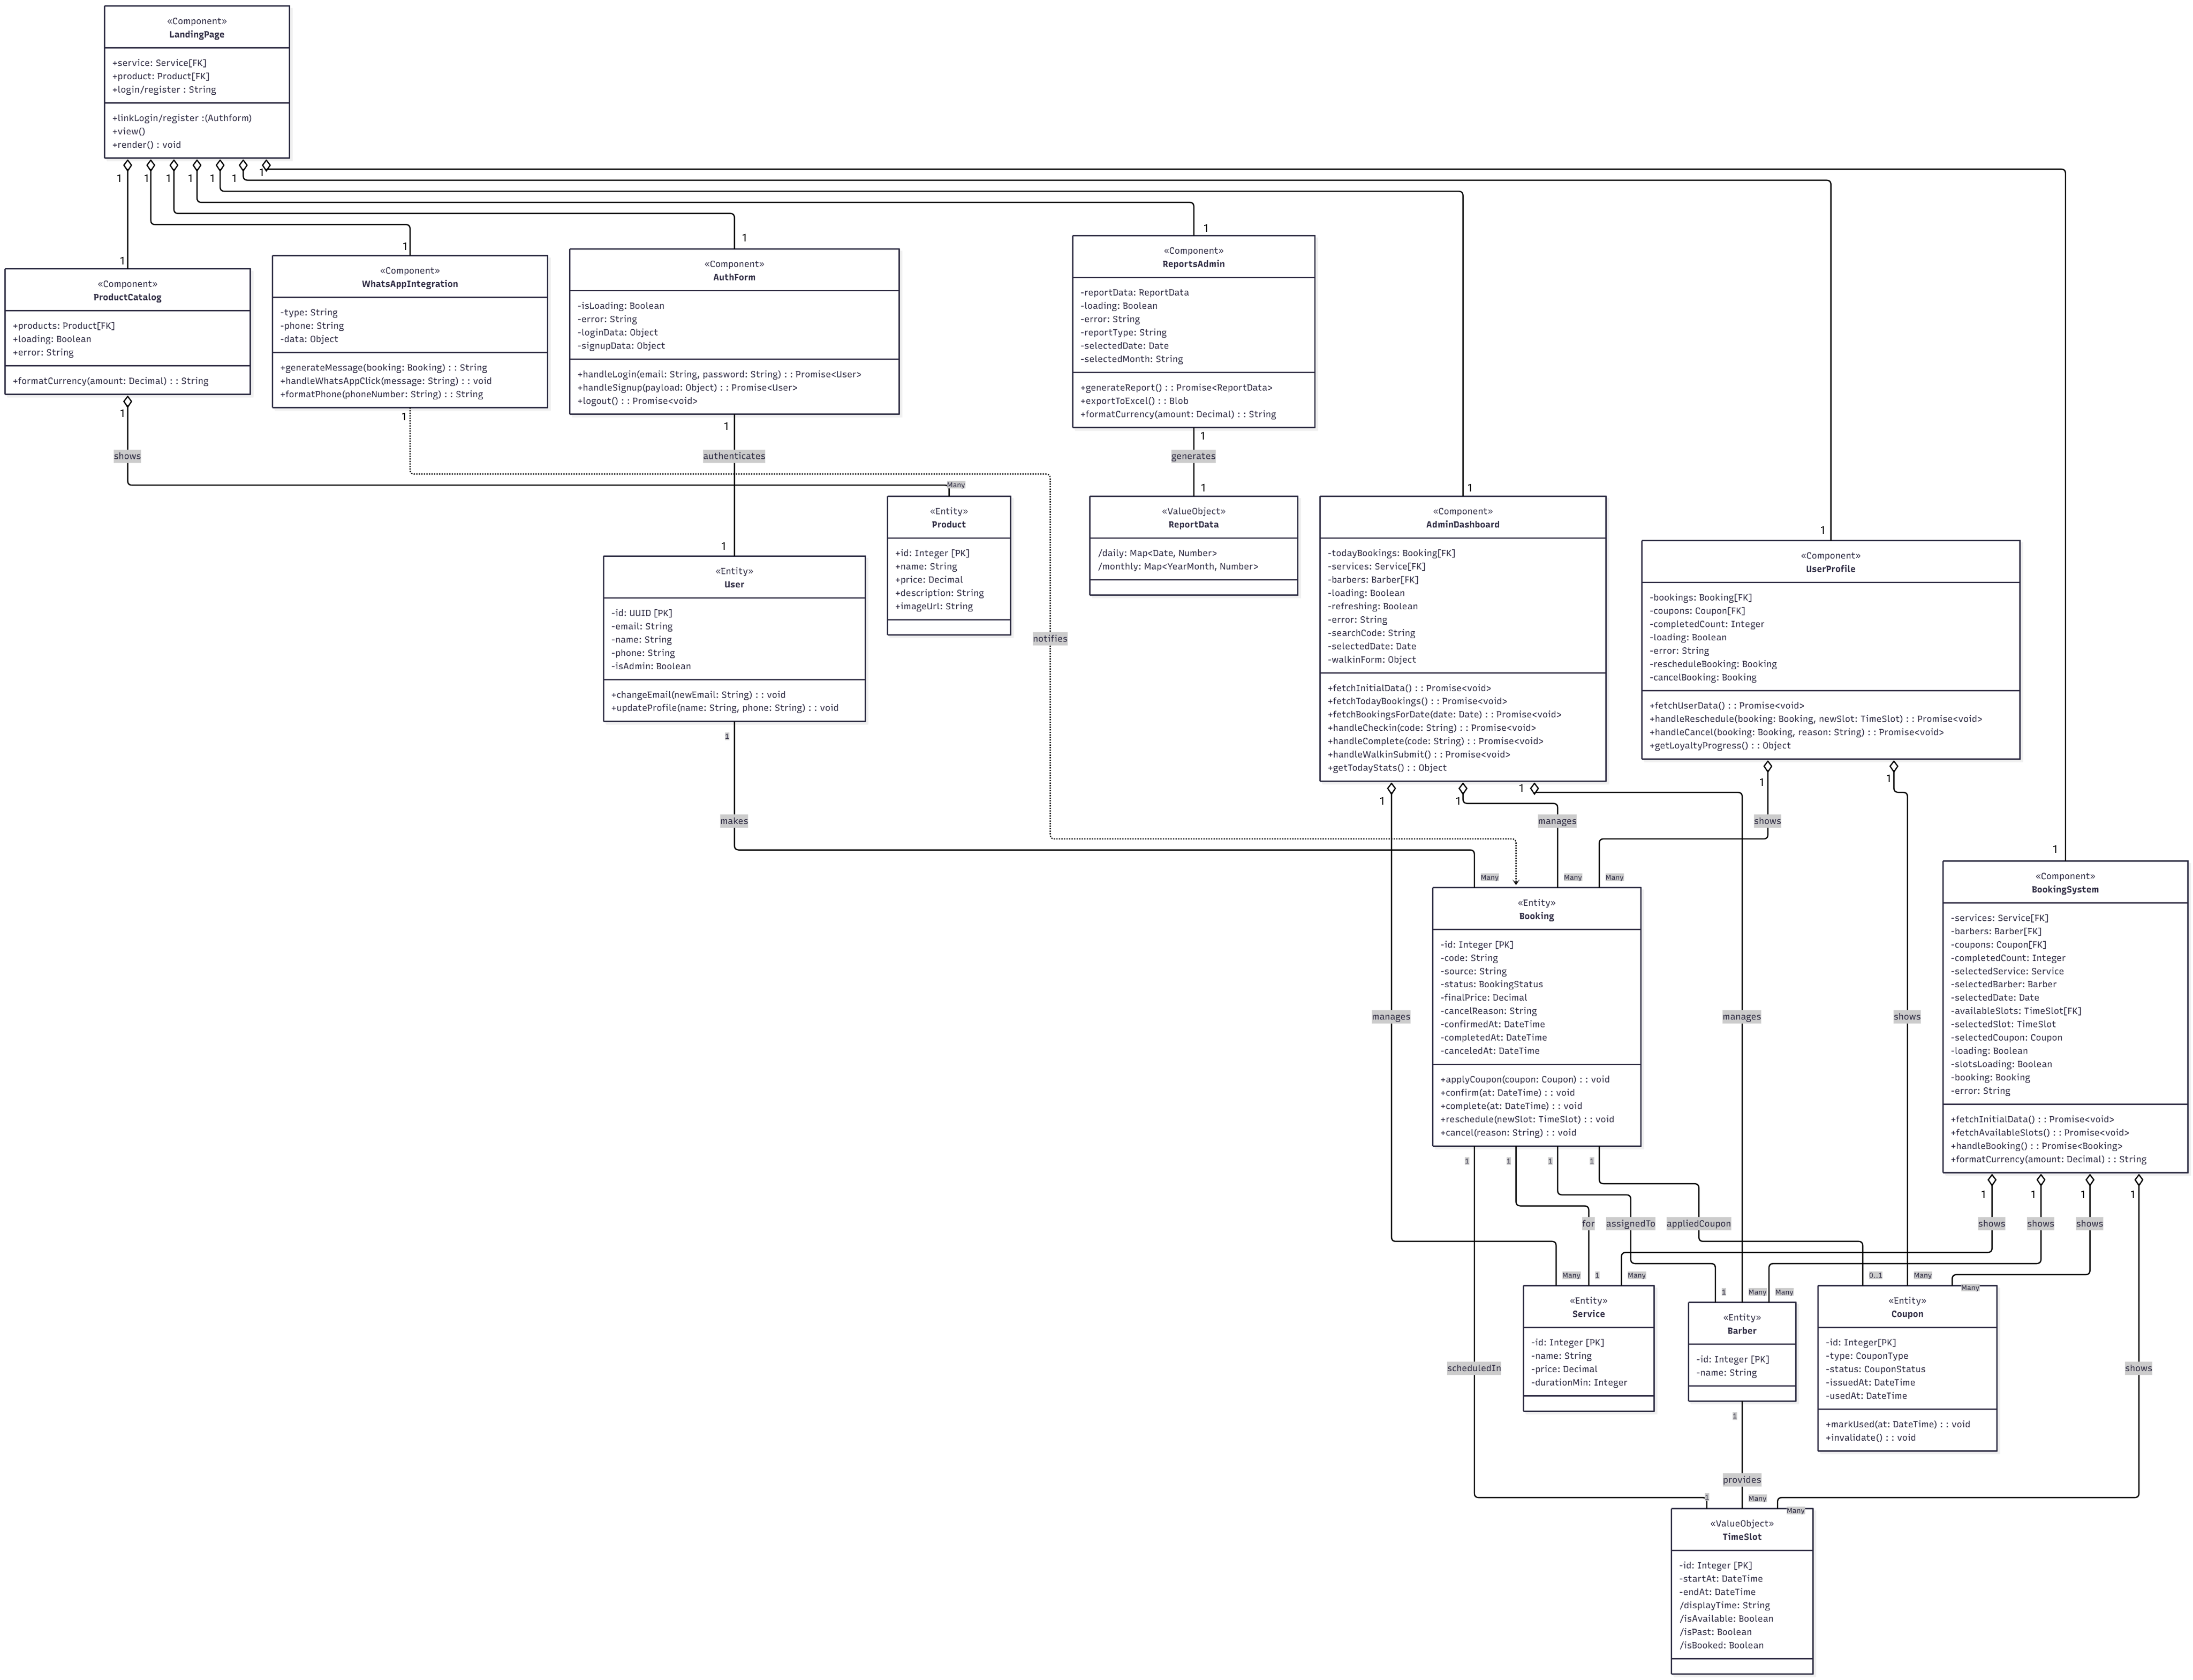 «Component»
LandingPage
+service: Service[FK]
+product: Product[FK]
+login/register : String
+linkLogin/register :(Authform)
+view()
+render() : void
1
1
1
1
1
1
1
1
«Component»
ProductCatalog
+products: Product[FK]
+loading: Boolean
+error: String
+formatCurrency(amount: Decimal) : : String
1
shows
Many
1
«Component»
WhatsAppIntegration
-type: String
-phone: String
-data: Object
+generateMessage(booking: Booking) : : String
+handleWhatsAppClick(message: String) : : void
+formatPhone(phoneNumber: String) : : String
1
notifies
1
«Component»
AuthForm
-isLoading: Boolean
-error: String
-loginData: Object
-signupData: Object
+handleLogin(email: String, password: String) : : Promise<User>
+handleSignup(payload: Object) : : Promise<User>
+logout() : : Promise<void>
1
authenticates
1
1
«Component»
ReportsAdmin
-reportData: ReportData
-loading: Boolean
-error: String
-reportType: String
-selectedDate: Date
-selectedMonth: String
+generateReport() : : Promise<ReportData>
+exportToExcel() : : Blob
+formatCurrency(amount: Decimal) : : String
1
generates
1
«Entity»
Product
+id: Integer [PK]
+name: String
+price: Decimal
+description: String
+imageUrl: String
«ValueObject»
ReportData
/daily: Map<Date, Number>
/monthly: Map<YearMonth, Number>
1
«Component»
AdminDashboard
-todayBookings: Booking[FK]
-services: Service[FK]
-barbers: Barber[FK]
-loading: Boolean
-refreshing: Boolean
-error: String
-searchCode: String
-selectedDate: Date
-walkinForm: Object
+fetchInitialData() : : Promise<void>
+fetchTodayBookings() : : Promise<void>
+fetchBookingsForDate(date: Date) : : Promise<void>
+handleCheckin(code: String) : : Promise<void>
+handleComplete(code: String) : : Promise<void>
+handleWalkinSubmit() : : Promise<void>
+getTodayStats() : : Object
1
1
1
manages
manages
manages
1
«Component»
UserProfile
-bookings: Booking[FK]
-coupons: Coupon[FK]
-completedCount: Integer
-loading: Boolean
-error: String
-rescheduleBooking: Booking
-cancelBooking: Booking
+fetchUserData() : : Promise<void>
+handleReschedule(booking: Booking, newSlot: TimeSlot) : : Promise<void>
+handleCancel(booking: Booking, reason: String) : : Promise<void>
+getLoyaltyProgress() : : Object
1
1
shows
shows
«Entity»
User
-id: UUID [PK]
-email: String
-name: String
-phone: String
-isAdmin: Boolean
+changeEmail(newEmail: String) : : void
+updateProfile(name: String, phone: String) : : void
1
makes
Many
Many
Many
«Entity»
Booking
-id: Integer [PK]
-code: String
-source: String
-status: BookingStatus
-finalPrice: Decimal
-cancelReason: String
-confirmedAt: DateTime
-completedAt: DateTime
-canceledAt: DateTime
+applyCoupon(coupon: Coupon) : : void
+confirm(at: DateTime) : : void
+complete(at: DateTime) : : void
+reschedule(newSlot: TimeSlot) : : void
+cancel(reason: String) : : void
1
1
1
1
for
assignedTo
appliedCoupon
scheduledIn
1
«Component»
BookingSystem
-services: Service[FK]
-barbers: Barber[FK]
-coupons: Coupon[FK]
-completedCount: Integer
-selectedService: Service
-selectedBarber: Barber
-selectedDate: Date
-availableSlots: TimeSlot[FK]
-selectedSlot: TimeSlot
-selectedCoupon: Coupon
-loading: Boolean
-slotsLoading: Boolean
-booking: Booking
-error: String
+fetchInitialData() : : Promise<void>
+fetchAvailableSlots() : : Promise<void>
+handleBooking() : : Promise<Booking>
+formatCurrency(amount: Decimal) : : String
1
1
1
1
shows
shows
shows
shows
Many
1
Many
«Entity»
Service
-id: Integer [PK]
-name: String
-price: Decimal
-durationMin: Integer
1
Many
Many
«Entity»
Barber
-id: Integer [PK]
-name: String
1
provides
0..1
Many
Many
«Entity»
Coupon
-id: Integer[PK]
-type: CouponType
-status: CouponStatus
-issuedAt: DateTime
-usedAt: DateTime
+markUsed(at: DateTime) : : void
+invalidate() : : void
1
Many
Many
«ValueObject»
TimeSlot
-id: Integer [PK]
-startAt: DateTime
-endAt: DateTime
/displayTime: String
/isAvailable: Boolean
/isPast: Boolean
/isBooked: Boolean